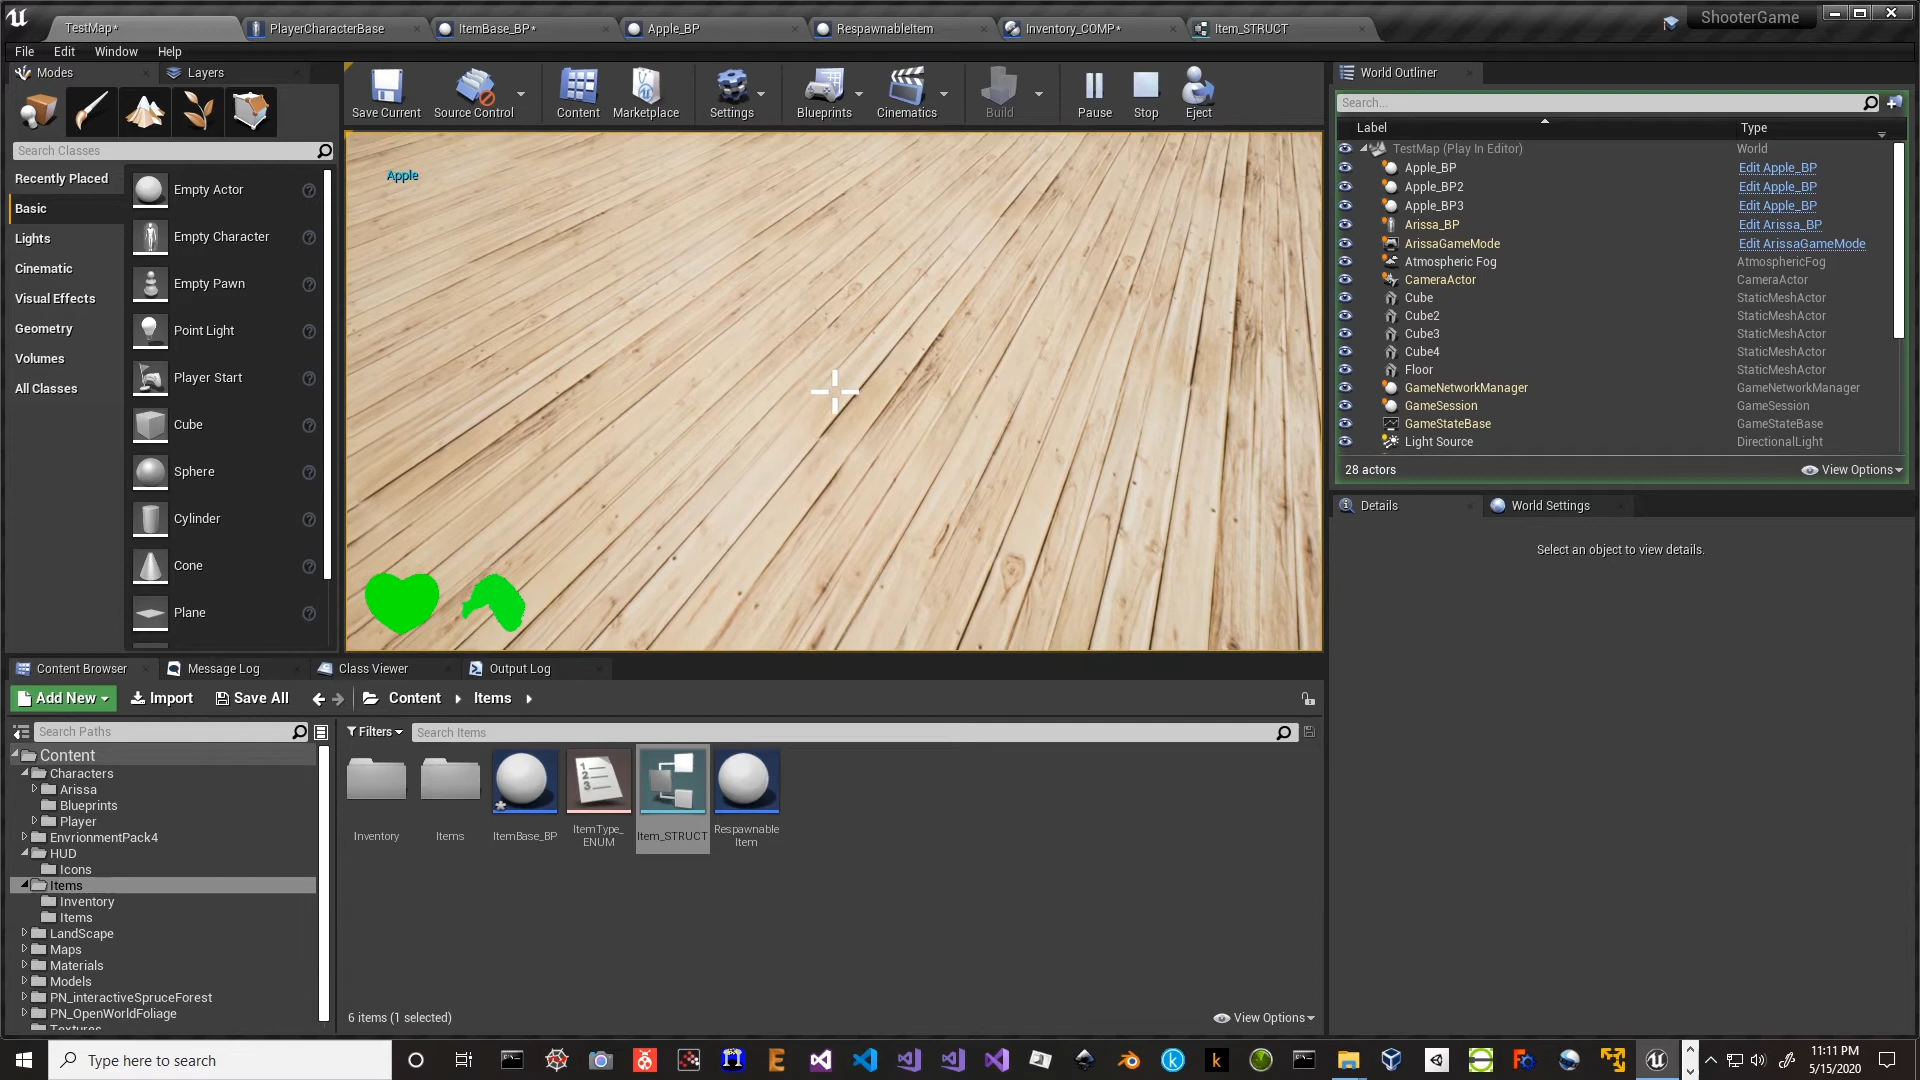 TestMap*
PlayerCharacterBase
ItemBase_BP*
Apple_BP
RespawnableItem
Inventory_COMP*
Item_STRUCT
ShooterGame
File
Edit
Window
Help
Modes
Layers
Save Current
Source Control
Content
Marketplace
Settings
Blueprints
Cinematics
Build
Pause
Stop
Eject
World Outliner
Search...
Label
Type
Search Classes
Recently Placed
Basic
Lights
Cinematic
Visual Effects
Geometry
Volumes
All Classes
Empty Actor
Empty Character
Empty Pawn
Point Light
Player Start
Cube
Sphere
Cylinder
Cone
Plane
Apple
TestMap (Play In Editor) World
Apple_BP Edit Apple_BP
Apple_BP2 Edit Apple_BP
Apple_BP3 Edit Apple_BP
Arissa_BP Edit Arissa_BP
ArissaGameMode Edit ArissaGameMode
Atmospheric Fog AtmosphericFog
CameraActor CameraActor
Cube StaticMeshActor
Cube2 StaticMeshActor
Cube3 StaticMeshActor
Cube4 StaticMeshActor
Floor StaticMeshActor
GameNetworkManager GameNetworkManager
GameSession GameSession
GameStateBase GameStateBase
Light Source DirectionalLight
28 actors
View Options
Details
World Settings
Select an object to view details.
Content Browser
Message Log
Class Viewer
Output Log
Add New
Import
Save All
Content
Items
Search Paths
Filters
Search Items
Content
Characters
Arissa
Blueprints
Player
EnvrionmentPack4
HUD
Icons
Items
Inventory
Items
LandScape
Maps
Materials
Models
PN_interactiveSpruceForest
PN_OpenWorldFoliage
Textures
Inventory
Items
ItemBase_BP
ItemType_
ENUM
Item_STRUCT
Respawnable
Item
6 items (1 selected)
View Options
Type here to search
11:11 PM
5/15/2020